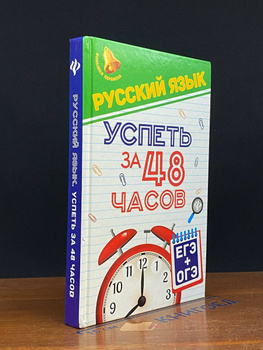 РУССКИЙ ЯЗЫК
УСПЕТЬ
ЗА 48
ЧАСОВ
ЕГЭ
+
ОГЭ
РУССКИЙ ЯЗЫК. УСПЕТЬ ЗА 48 ЧАСОВ